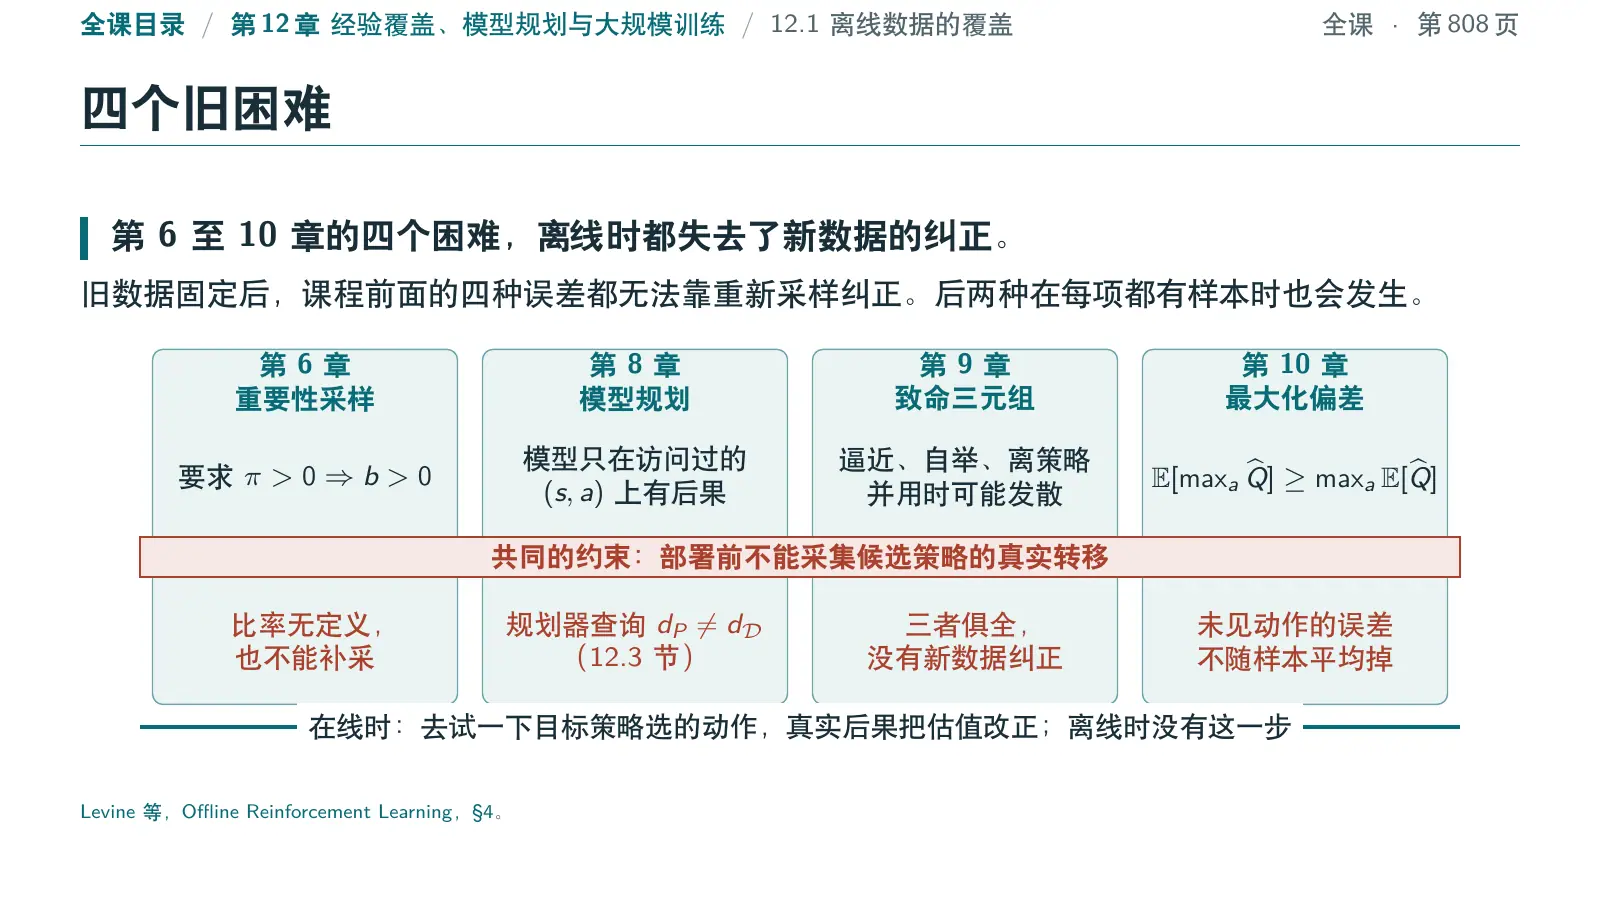 全课目录 / 第 12 章 经验覆盖、模型规划与大规模训练 / 12.1 离线数据的覆盖
全课 · 第 808 页
四个旧困难
第 6 至 10 章的四个困难，离线时都失去了新数据的纠正。
旧数据固定后，课程前面的四种误差都无法靠重新采样纠正。后两种在每项都有样本时也会发生。
第 6 章
重要性采样
要求 π > 0 ⇒ b > 0
比率无定义，
也不能补采
第 8 章
模型规划
模型只在访问过的
(s, a) 上有后果
规划器查询 d_P ≠ d_𝒟
（12.3 节）
第 9 章
致命三元组
逼近、自举、离策略
并用时可能发散
三者俱全，
没有新数据纠正
第 10 章
最大化偏差
𝔼[max_a Q̂] ≥ max_a 𝔼[Q̂]
未见动作的误差
不随样本平均掉
共同的约束：部署前不能采集候选策略的真实转移
在线时：去试一下目标策略选的动作，真实后果把估值改正；离线时没有这一步
Levine 等，Offline Reinforcement Learning，§4。